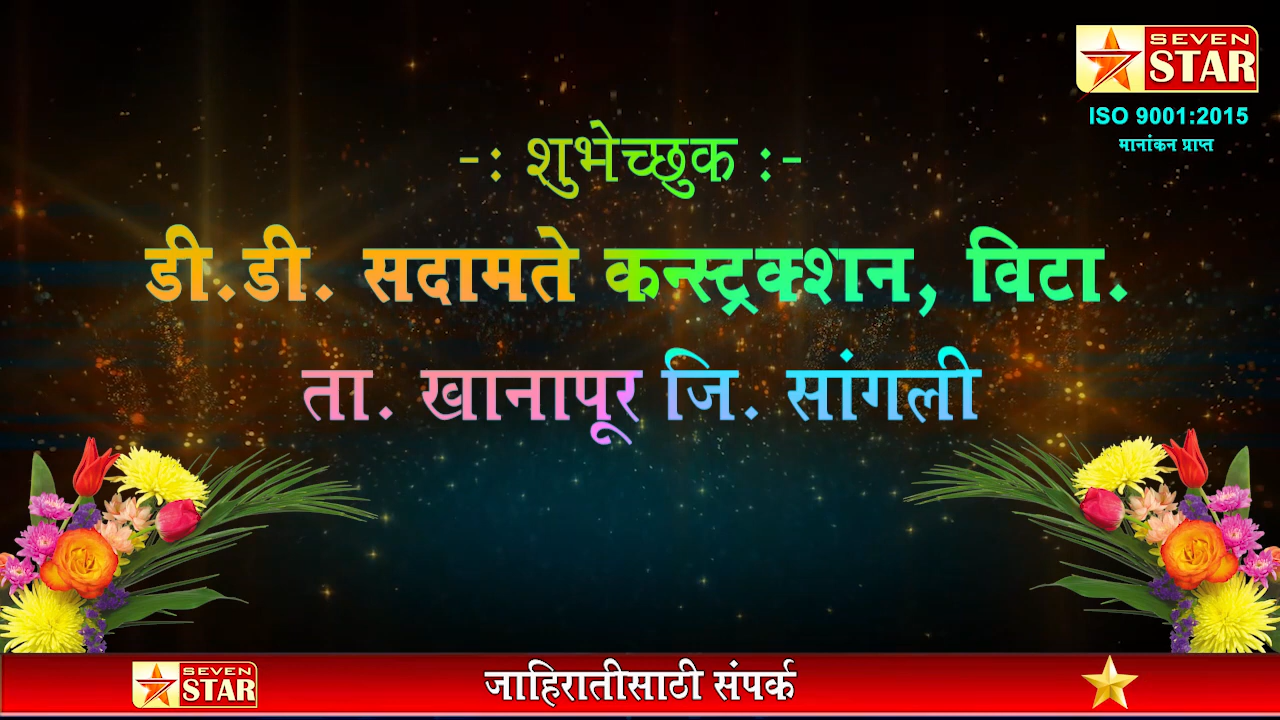 SEVEN
STAR
ISO 9001:2015
मानांकन प्राप्त
-: शुभेच्छुक :-
डी.डी. सदामते कन्स्ट्रक्शन, विटा.
ता. खानापूर जि. सांगली
SEVEN
STAR
जाहिरातीसाठी संपर्क